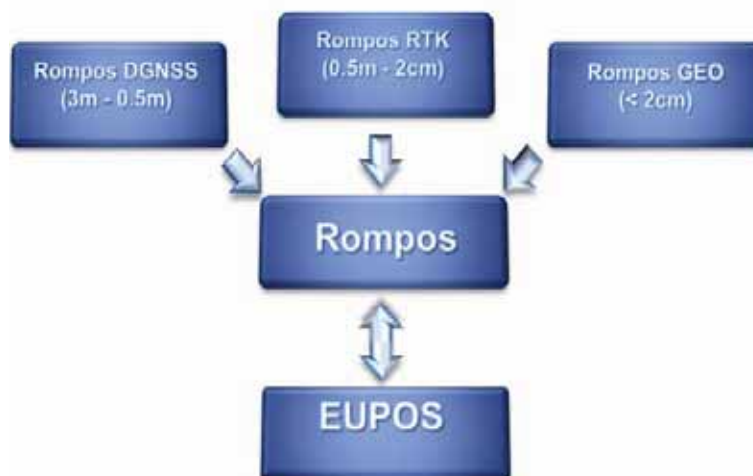 Rompos DGNSS
(3m - 0.5m)
Rompos RTK
(0.5m - 2cm)
Rompos GEO
(< 2cm)
Rompos
EUPOS